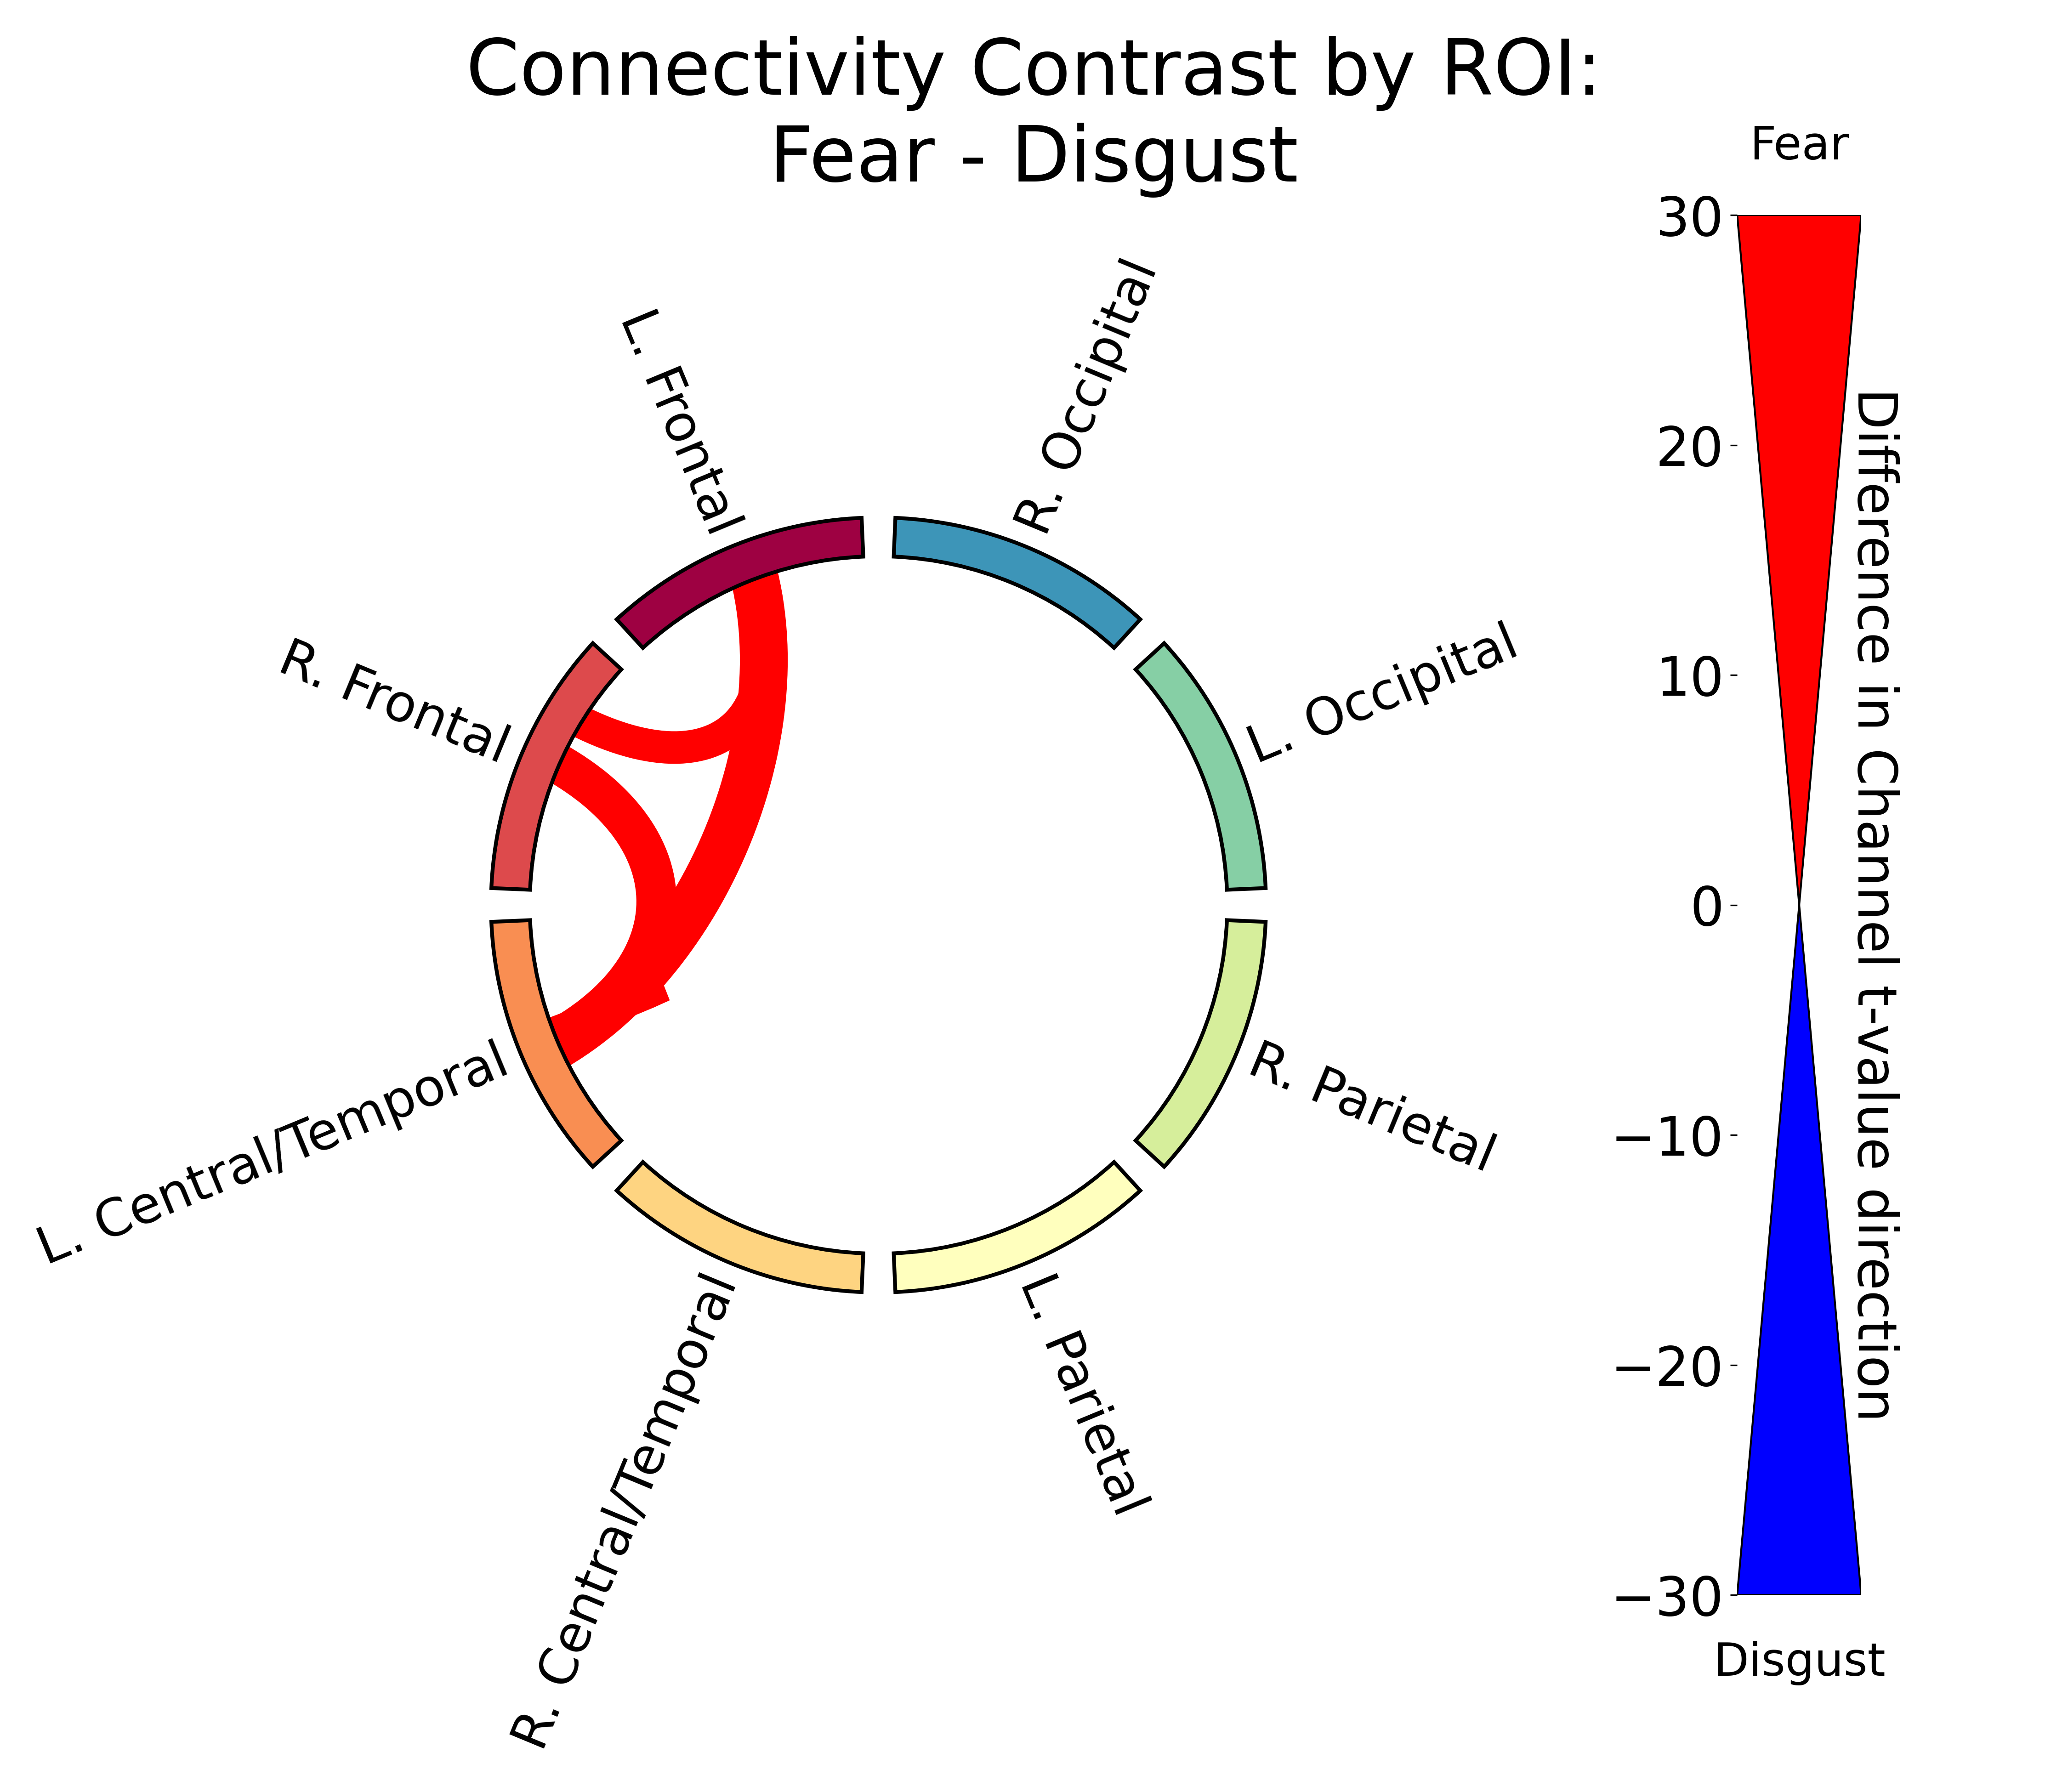 Connectivity Contrast by ROI:
Fear - Disgust
Fear
30
20
10
0
−10
−20
−30
Disgust
Difference in Channel t-value direction
L. Frontal
R. Occipital
R. Frontal
L. Occipital
L. Central/Temporal
R. Parietal
R. Central/Temporal
L. Parietal